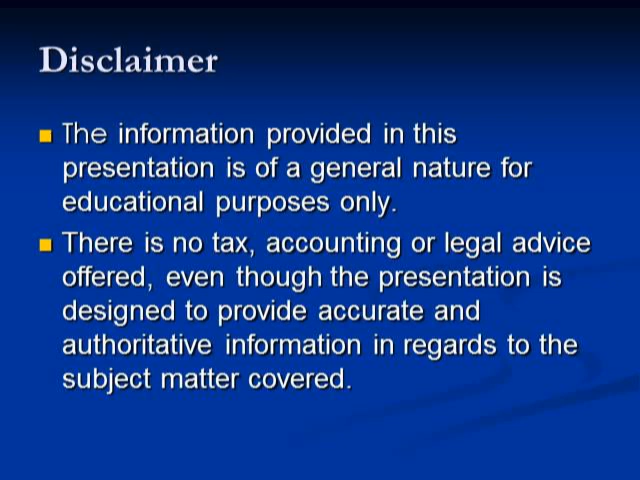 Disclaimer
The information provided in this
presentation is of a general nature for
educational purposes only.
There is no tax, accounting or legal advice
offered, even though the presentation is
designed to provide accurate and
authoritative information in regards to the
subject matter covered.